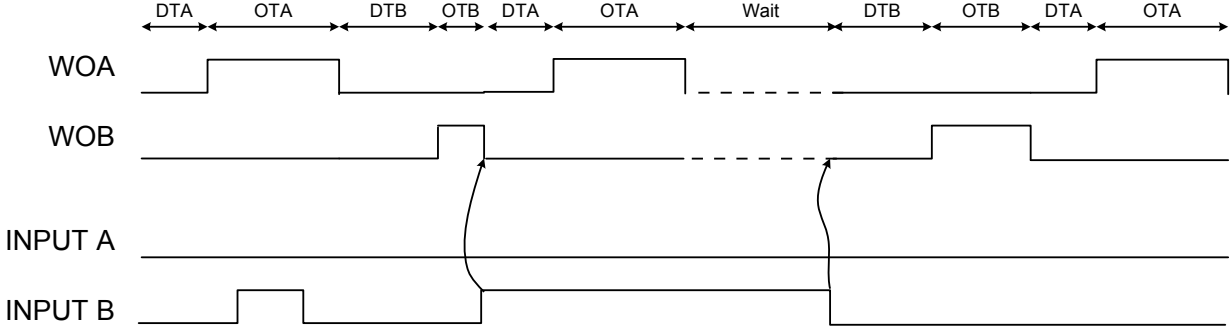 DTA OTA DTB OTB DTA OTA Wait DTB OTB DTA OTA
WOA
WOB
INPUT A
INPUT B